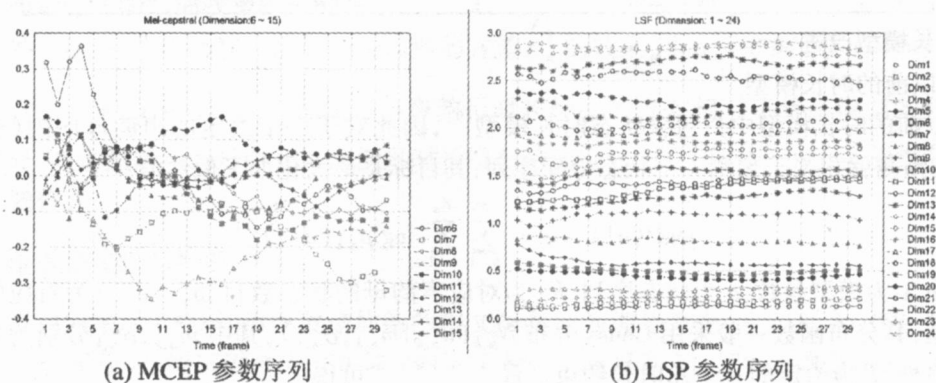 Mel-cepstral (Dimension:6 ~ 15)
0.4
0.3
0.2
0.1
0.0
-0.1
-0.2
-0.3
-0.4
1 3 5 7 9 11 13 15 17 19 21 23 25 27 29
Time (frame)
Dim6
Dim7
Dim8
Dim9
Dim10
Dim11
Dim12
Dim13
Dim14
Dim15
(a) MCEP 参数序列
LSF (Dimension: 1 ~ 24)
3.0
2.5
2.0
1.5
1.0
0.5
0.0
1 3 5 7 9 11 13 15 17 19 21 23 25 27 29
Time (frame)
Dim1
Dim2
Dim3
Dim4
Dim5
Dim6
Dim7
Dim8
Dim9
Dim10
Dim11
Dim12
Dim13
Dim14
Dim15
Dim16
Dim17
Dim18
Dim19
Dim20
Dim21
Dim22
Dim23
Dim24
(b) LSP 参数序列